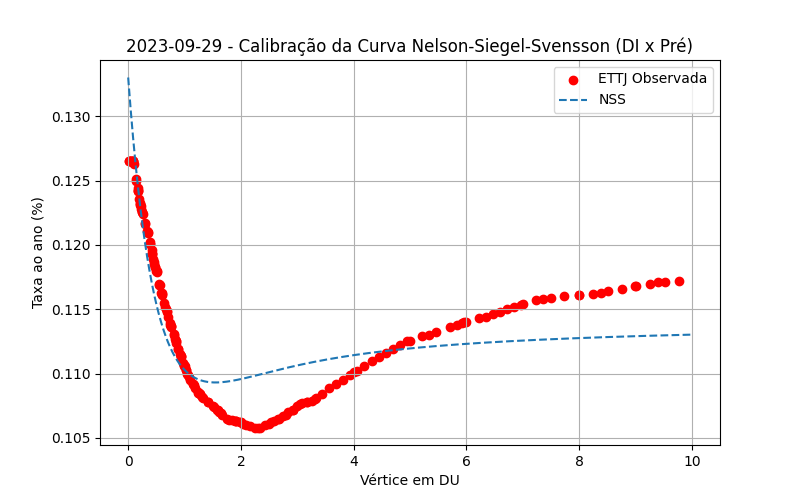 2023-09-29 - Calibração da Curva Nelson-Siegel-Svensson (DI x Pré)
ETTJ Observada
NSS
Taxa ao ano (%)
0.130
0.125
0.120
0.115
0.110
0.105
0 2 4 6 8 10
Vértice em DU